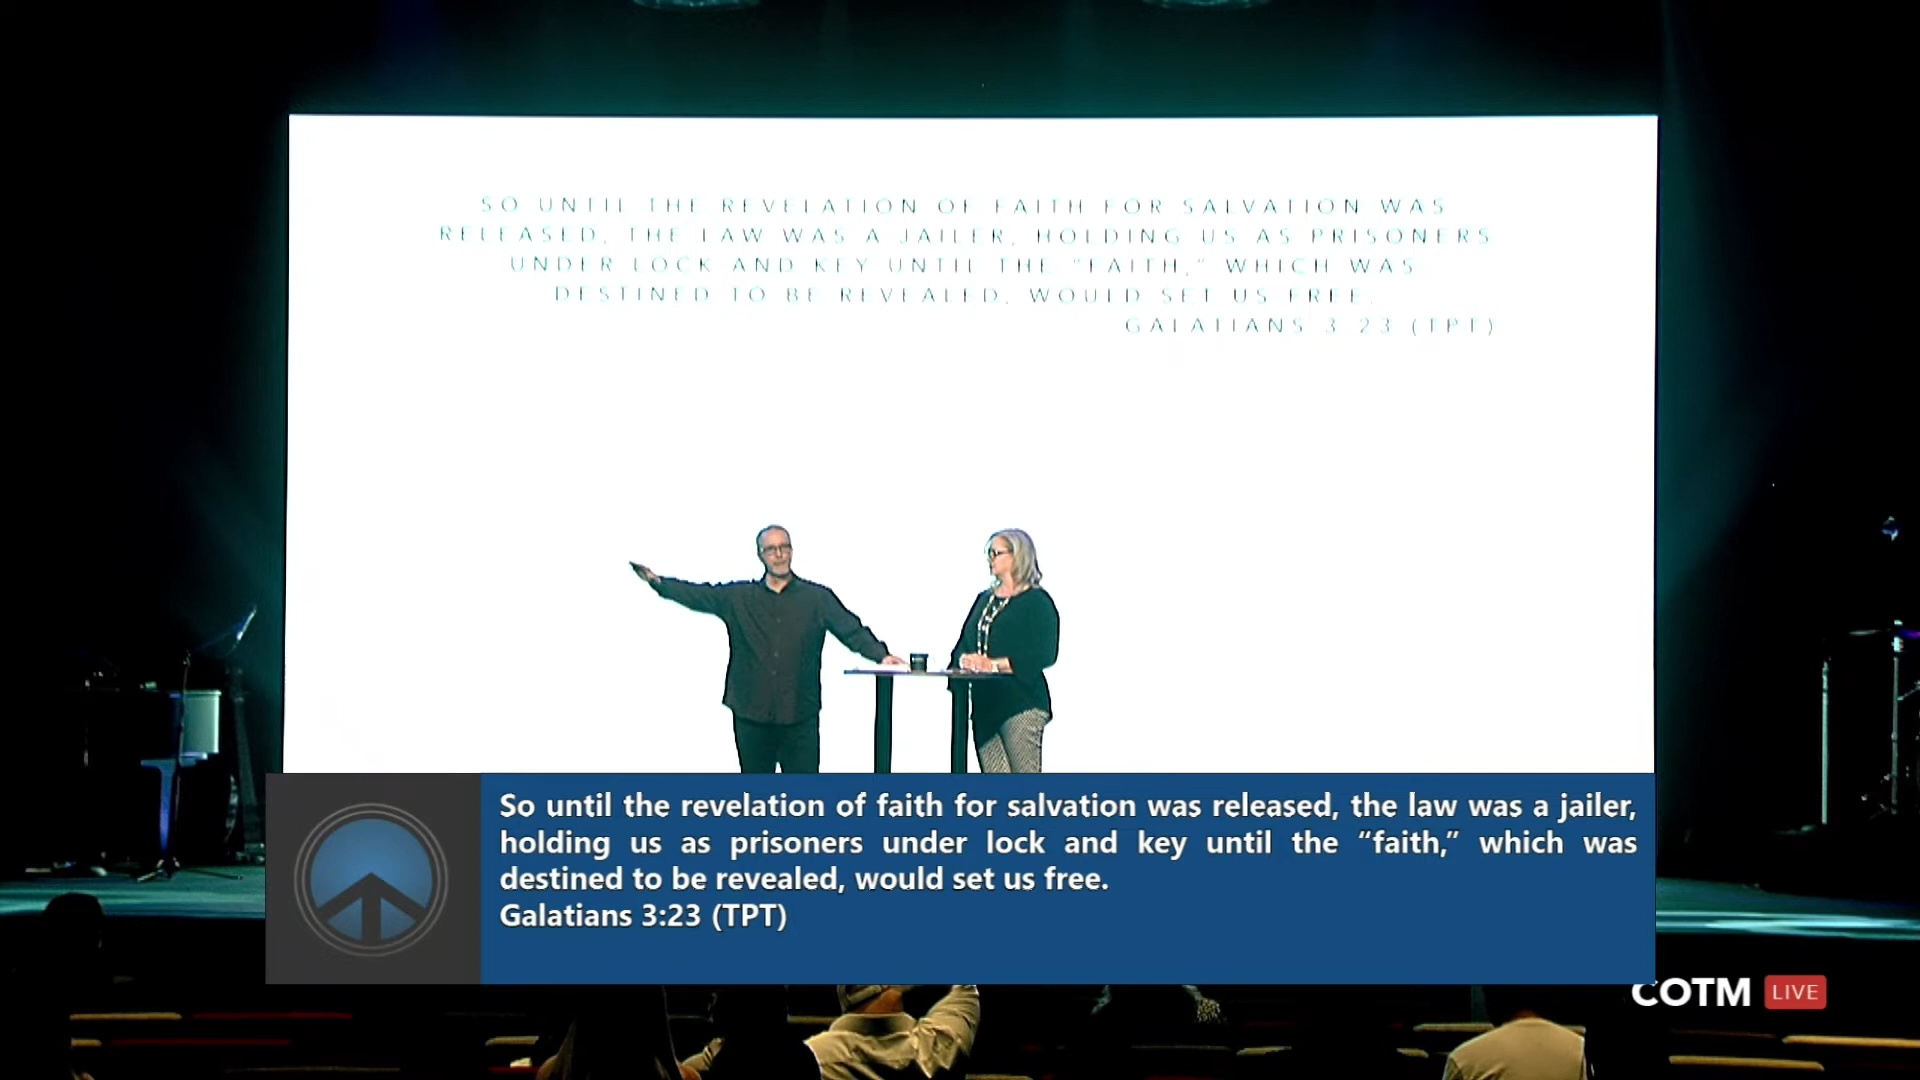 SO UNTIL THE REVELATION OF FAITH FOR SALVATION WAS
RELEASED, THE LAW WAS A JAILER, HOLDING US AS PRISONERS
UNDER LOCK AND KEY UNTIL THE "FAITH," WHICH WAS
DESTINED TO BE REVEALED, WOULD SET US FREE.
GALATIANS 3:23 (TPT)
So until the revelation of faith for salvation was released, the law was a jailer,
holding us as prisoners under lock and key until the “faith,” which was
destined to be revealed, would set us free.
Galatians 3:23 (TPT)
COTM LIVE